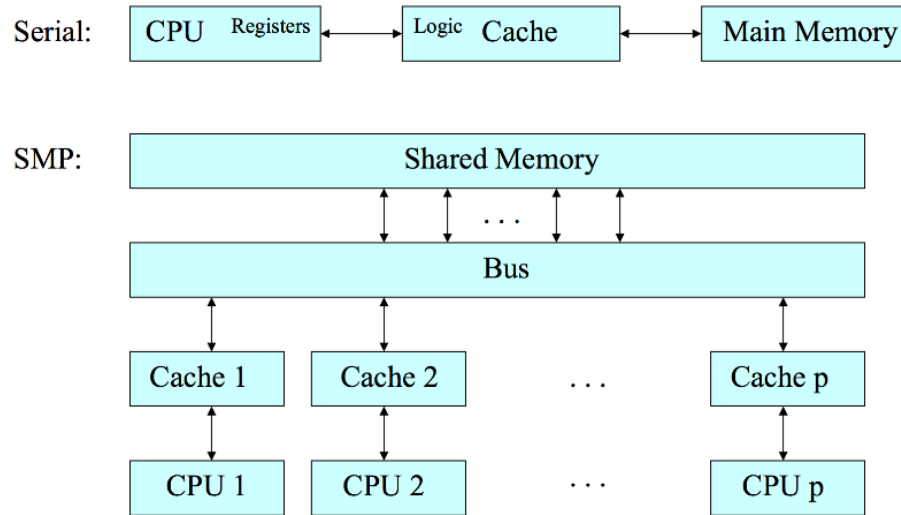 Serial: CPU Registers Logic Cache Main Memory
SMP: Shared Memory
. . .
Bus
Cache 1 Cache 2 . . . Cache p
CPU 1 CPU 2 . . . CPU p